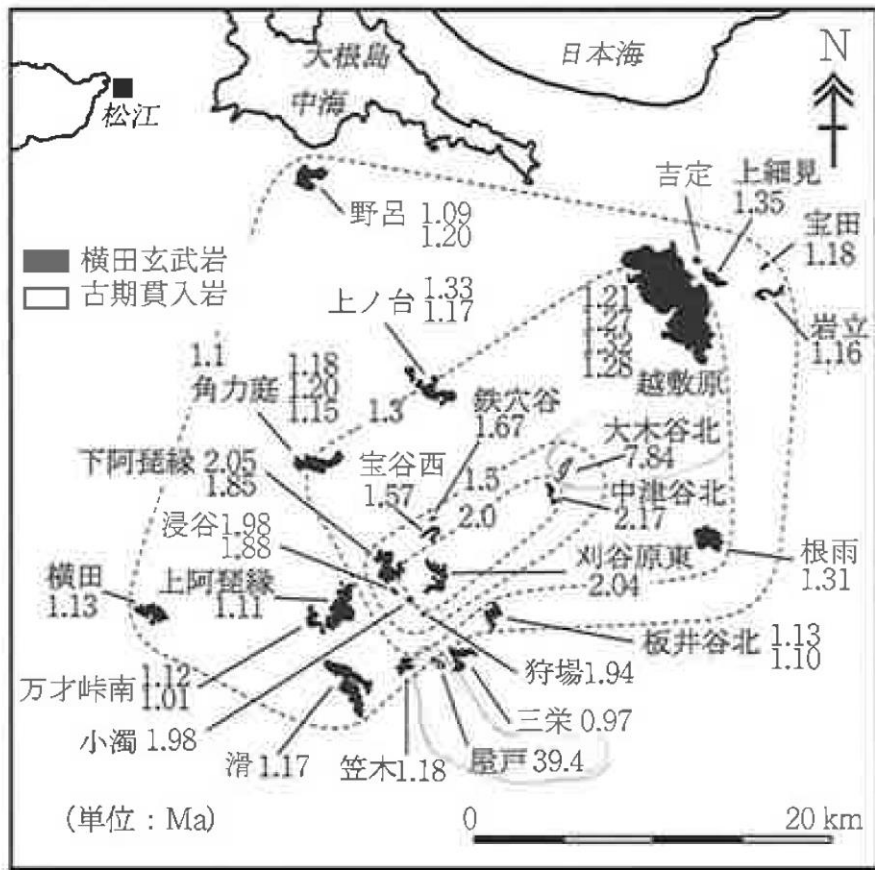 大根島
日本海
N
松江
中海
吉定
上細見
1.35
宝田
1.18
野呂 1.09
1.20
横田玄武岩
古期貫入岩
上ノ台 1.33
1.17
1.21
1.27
1.32
1.28
越敷原
岩立
1.16
1.1
角力庭
1.18
1.20
1.15
1.3
鉄穴谷
1.67
大木谷北
7.84
下阿毘縁 2.05
1.85
宝谷西
1.57
1.5
2.0
中津谷北
2.17
浸谷1.98
1.88
刈谷原東
2.04
根雨
1.31
横田
1.13
上阿毘縁
1.11
板井谷北 1.13
1.10
万才峠南 1.12
1.01
狩場1.94
小濁 1.98
三栄 0.97
滑 1.17
笠木1.18
屋戸 39.4
(単位：Ma)
0
20 km